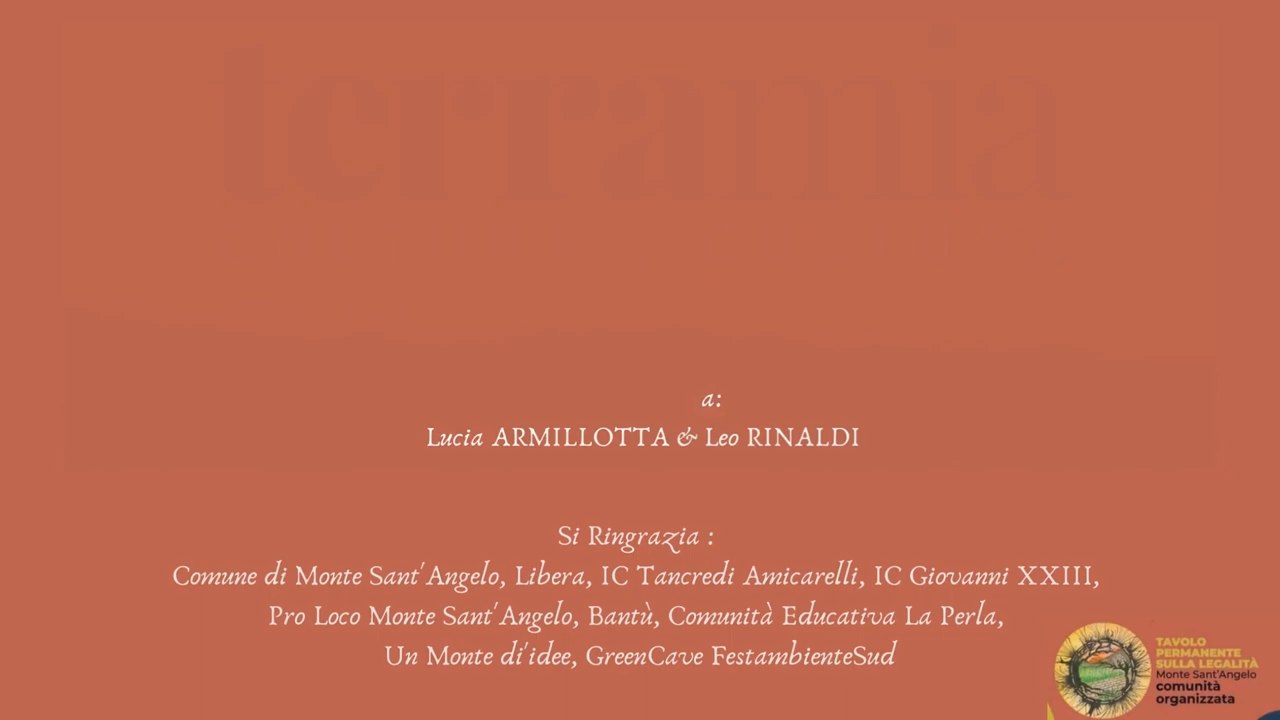 terramia
a:
Lucia ARMILLOTTA & Leo RINALDI
Si Ringrazia :
Comune di Monte Sant'Angelo, Libera, IC Tancredi Amicarelli, IC Giovanni XXIII,
Pro Loco Monte Sant'Angelo, Bantù, Comunità Educativa La Perla,
Un Monte di'idee, GreenCave FestambienteSud
TAVOLO
PERMANENTE
SULLA LEGALITÀ
Monte Sant'Angelo
comunità
organizzata